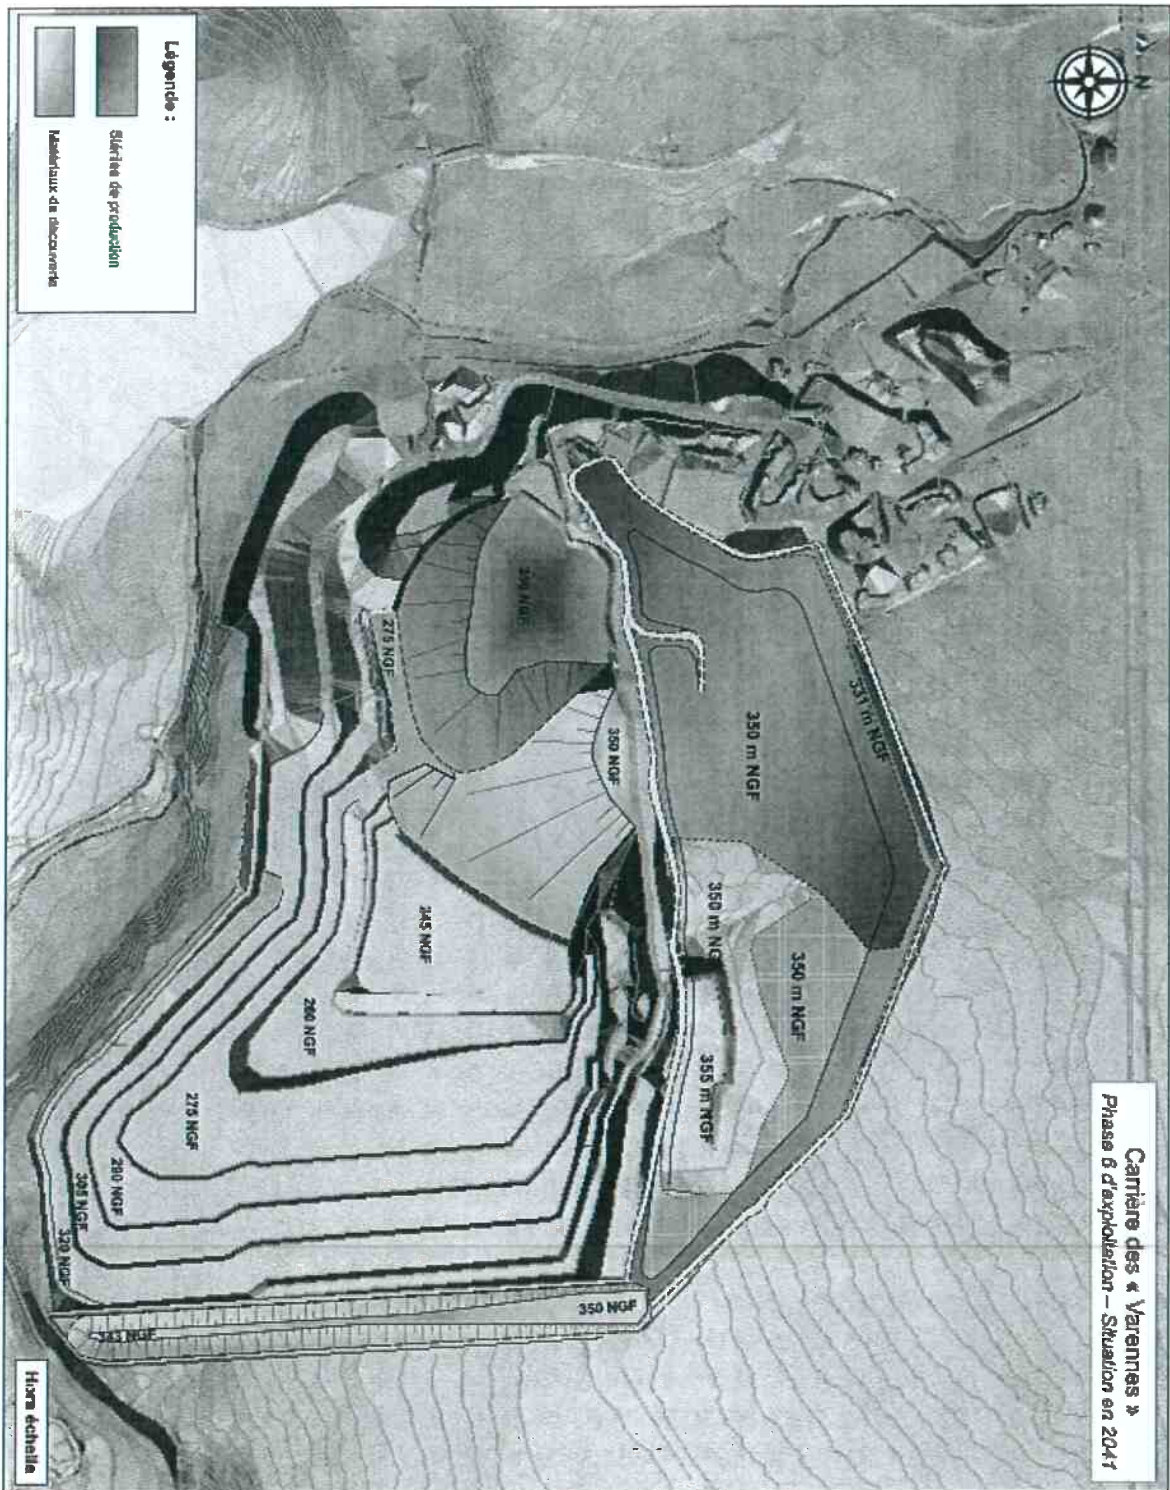 Carrière des « Varennes »
Phase 6 d'exploitation – Situation en 2041
N
331 m NGF
350 m NGF
350 m NGF
350 m NGF
355 m NGF
350 NGF
275 NGF
245 NGF
260 NGF
275 NGF
290 NGF
305 NGF
320 NGF
350 NGF
343 NGF
Légende :
Stériles de production
Matériaux de découverte
Hors échelle